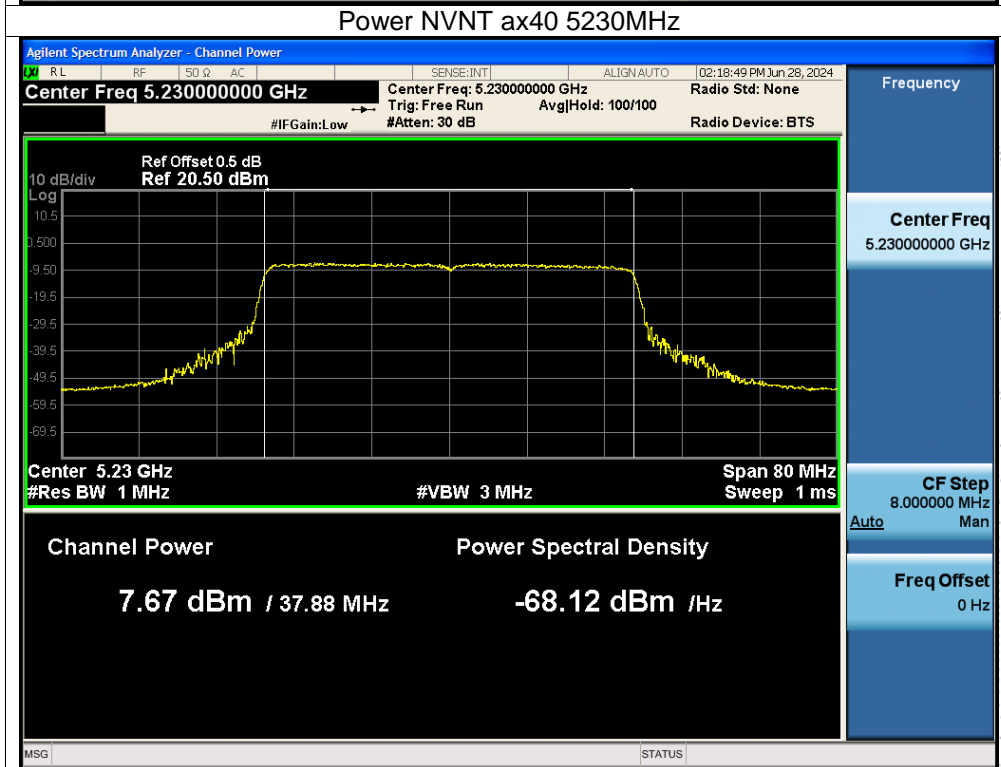 Power NVNT ax40 5230MHz
Agilent Spectrum Analyzer - Channel Power
LXI RL RF 50 Ω AC SENSE:INT ALIGN AUTO 02:18:49 PM Jun 28, 2024
Center Freq 5.230000000 GHz
Center Freq: 5.230000000 GHz
Radio Std: None
Trig: Free Run Avg|Hold: 100/100
#IFGain:Low #Atten: 30 dB Radio Device: BTS
Frequency
Ref Offset 0.5 dB
10 dB/div Ref 20.50 dBm
Log
10.5
0.500
-9.50
-19.5
-29.5
-39.5
-49.5
-59.5
-69.5
Center 5.23 GHz Span 80 MHz
#Res BW 1 MHz #VBW 3 MHz Sweep 1 ms
Center Freq
5.230000000 GHz
CF Step
8.000000 MHz
Auto Man
Freq Offset
0 Hz
Channel Power Power Spectral Density
7.67 dBm / 37.88 MHz -68.12 dBm /Hz
MSG STATUS